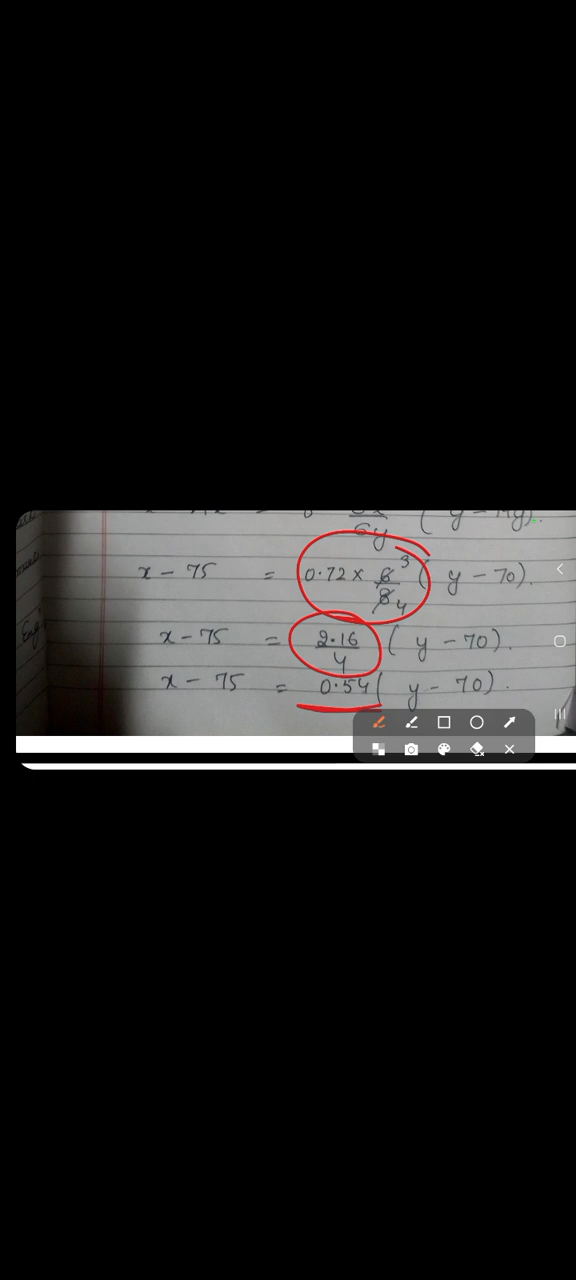 x - 75 = 0.72 x 6/8 3 4 ( y - 70).
x - 75 = 2.16/4 ( y - 70).
x - 75 = 0.54 ( y - 70).